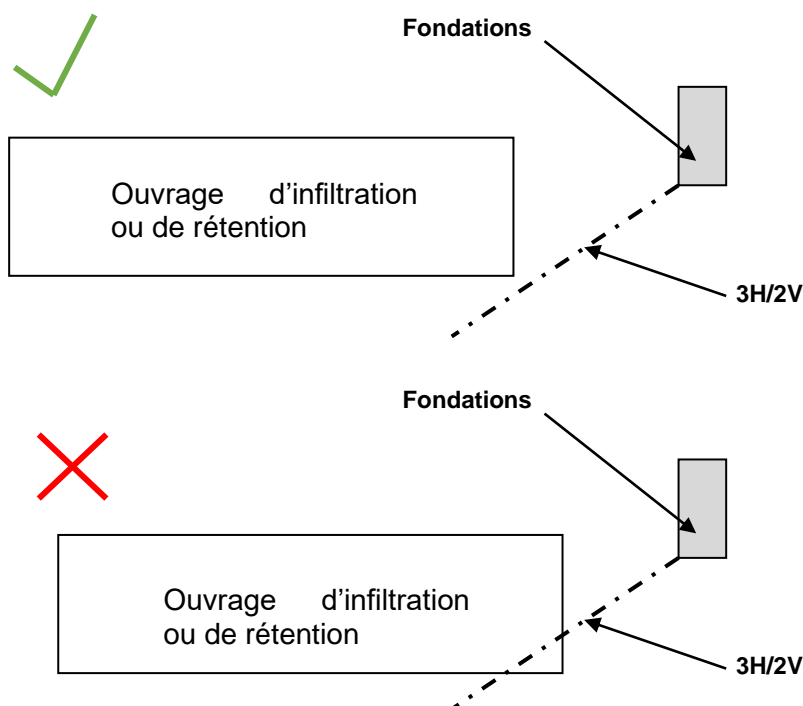 Fondations
Ouvrage d'infiltration
ou de rétention
3H/2V
Fondations
Ouvrage d'infiltration
ou de rétention
3H/2V